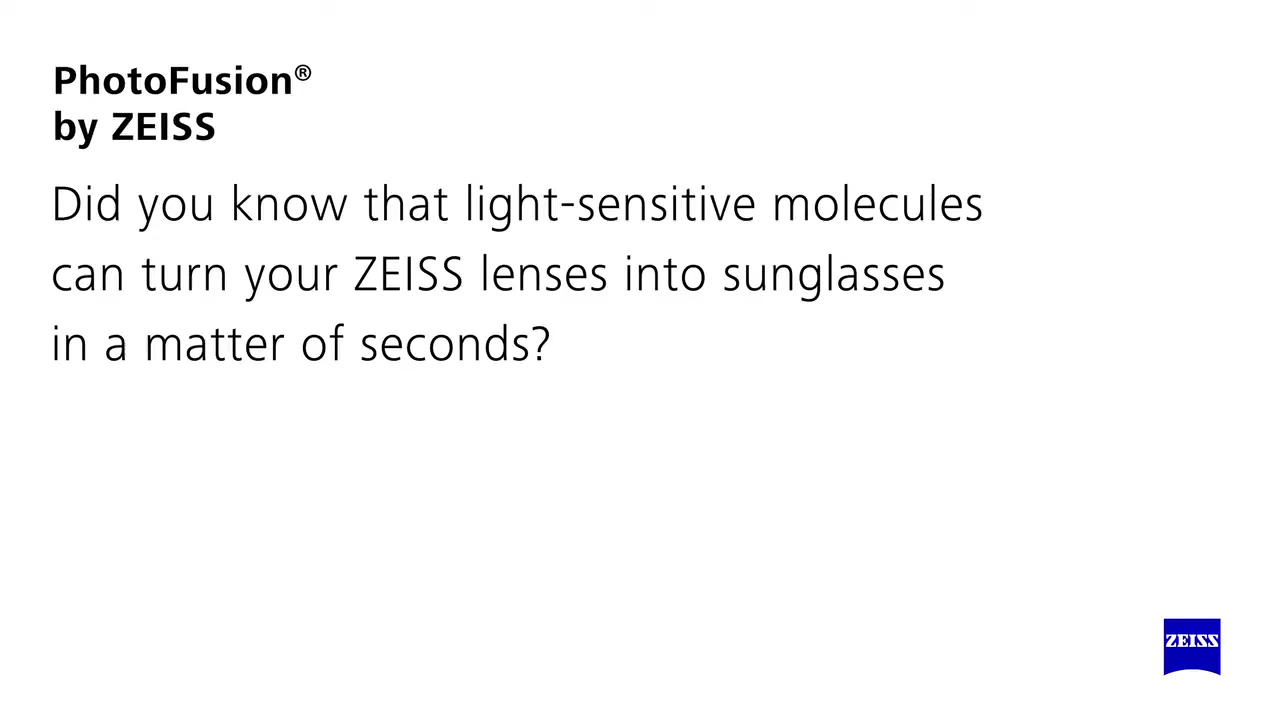 PhotoFusion®
by ZEISS
Did you know that light-sensitive molecules
can turn your ZEISS lenses into sunglasses
in a matter of seconds?
ZEISS